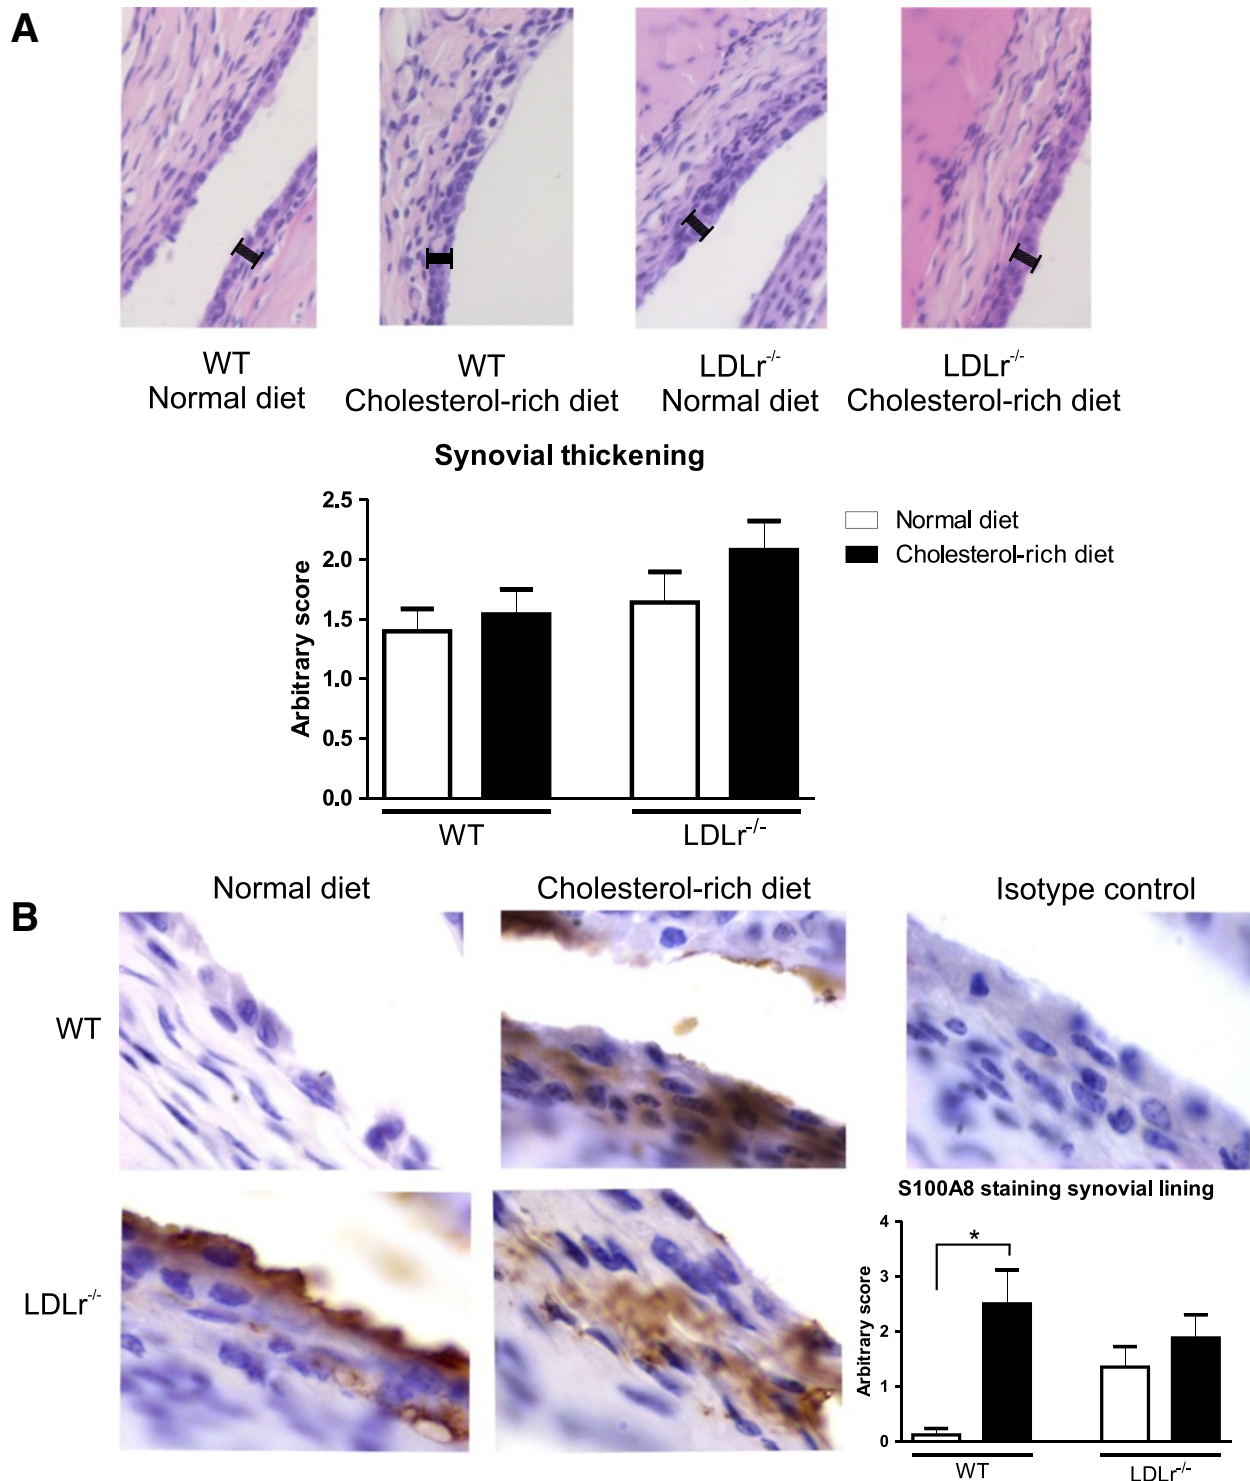 A
WT
Normal diet
WT
Cholesterol-rich diet
LDLr-/-
Normal diet
LDLr-/-
Cholesterol-rich diet
Synovial thickening
2.5
2.0
1.5
1.0
0.5
0.0
Arbitrary score
Normal diet
Cholesterol-rich diet
WT
LDLr-/-
B
Normal diet
Cholesterol-rich diet
Isotype control
WT
LDLr-/-
S100A8 staining synovial lining
4
3
2
1
0
Arbitrary score
*
WT
LDLr-/-